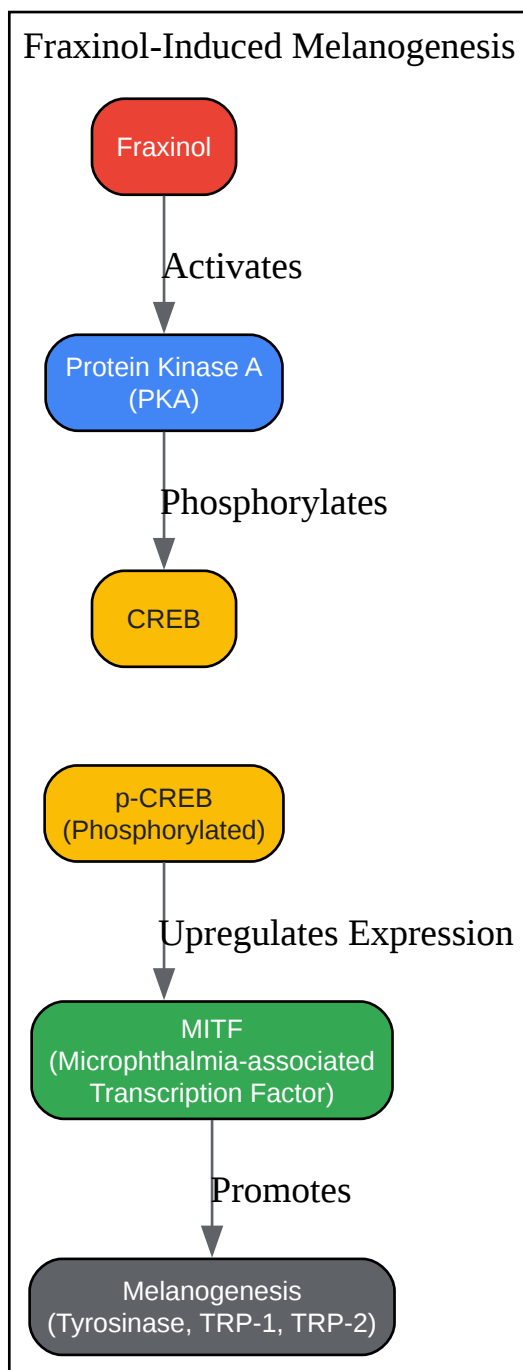 Fraxinol-Induced Melanogenesis
Fraxinol
Activates
Protein Kinase A
(PKA)
Phosphorylates
CREB
p-CREB
(Phosphorylated)
Upregulates Expression
MITF
(Microphthalmia-associated
Transcription Factor)
Promotes
Melanogenesis
(Tyrosinase, TRP-1, TRP-2)